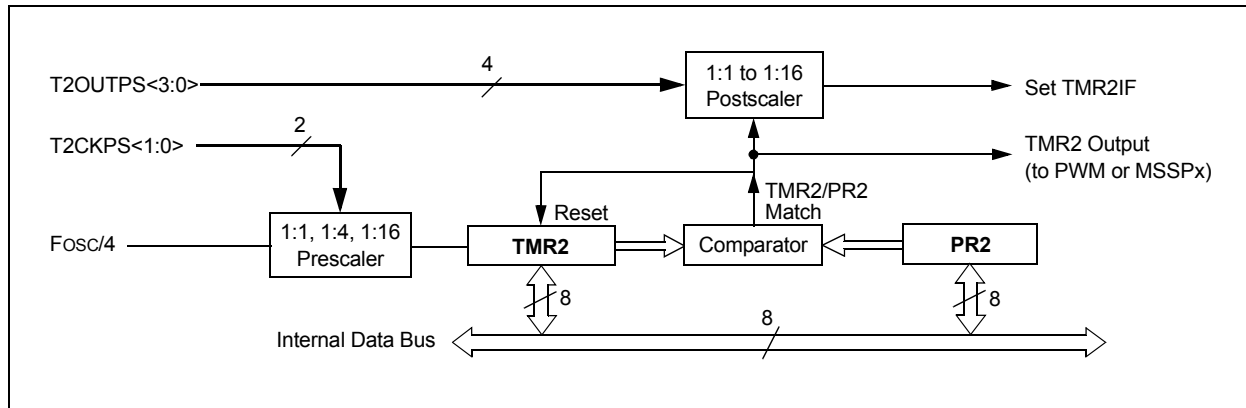 T2OUTPS<3:0>
4
1:1 to 1:16
Postscaler
Set TMR2IF
T2CKPS<1:0>
2
TMR2 Output
(to PWM or MSSPx)
TMR2/PR2
Match
Reset
FOSC/4
1:1, 1:4, 1:16
Prescaler
TMR2
Comparator
PR2
8
8
Internal Data Bus
8